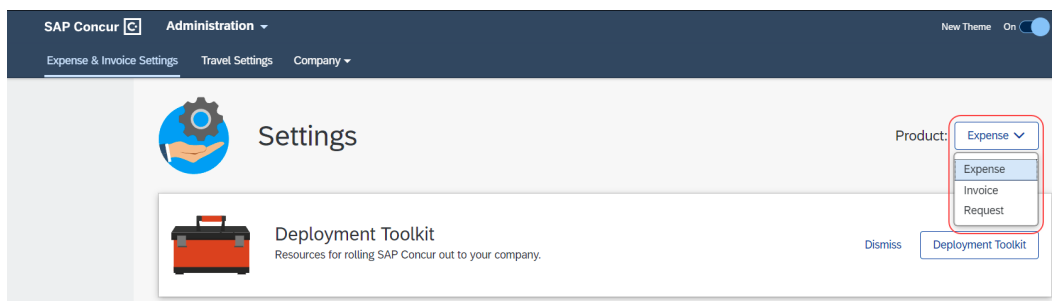 SAP Concur C Administration
New Theme On
Expense & Invoice Settings Travel Settings Company
Settings
Product: Expense
Expense
Invoice
Request
Deployment Toolkit
Resources for rolling SAP Concur out to your company.
Dismiss Deployment Toolkit